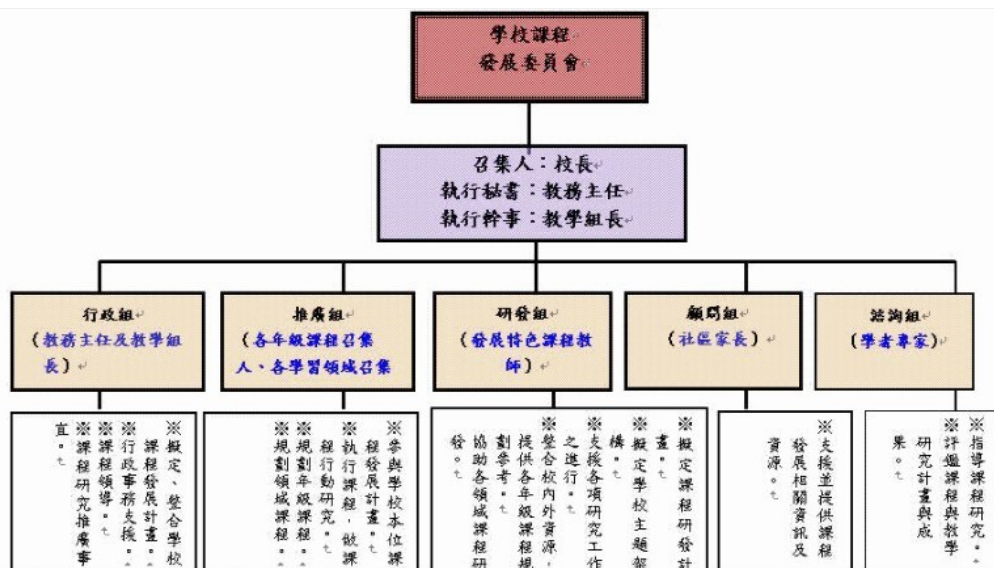 學校課程
發展委員會
召集人：校長
執行秘書：教務主任
執行幹事：教學組長
行政組
（教務主任及教學組
長）
推廣組
（各年級課程召集
人、各學習領域召集
研發組
（發展特色課程教
師）
顧問組
（社區家長）
諮詢組
（學者專家）
※擬定、整合學校
課程發展計畫。
※行政事務支援。
※課程領導。
※課程研究推廣事
宜。
※參與學校本位課
程發展計畫。
※執行課程，做課
程行動研究。
※規劃年級課程。
※規劃領域課程。
※擬定課程研發計
畫。
※擬定學校主題架
構。
※支援各項研究工作
之進行。
※整合校內外資源，
提供各年級課程規
劃參考。
※協助各領域課程研
發。
※支援並提供課程
發展相關資訊及
資源。
※指導課程研究。
※評鑑課程與教學
研究計畫與成
果。